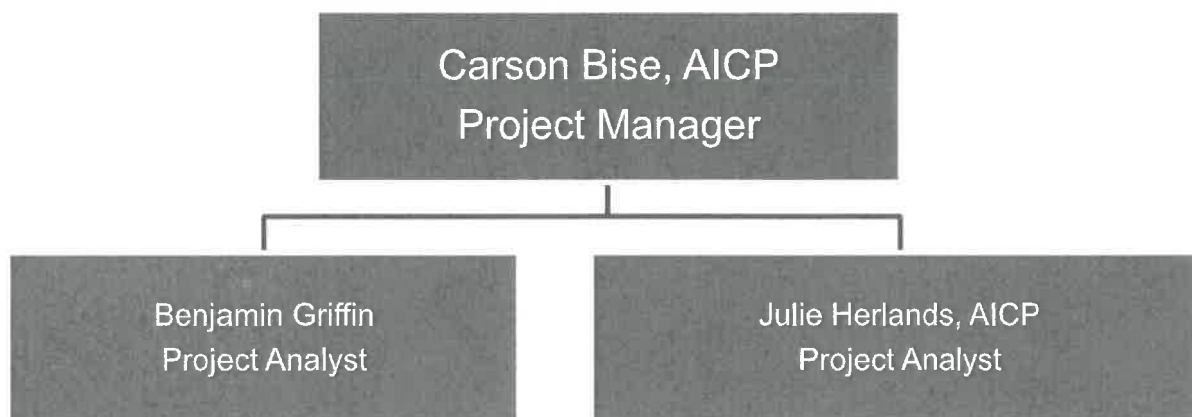 Carson Bise, AICP
Project Manager
Benjamin Griffin
Project Analyst
Julie Herlands, AICP
Project Analyst